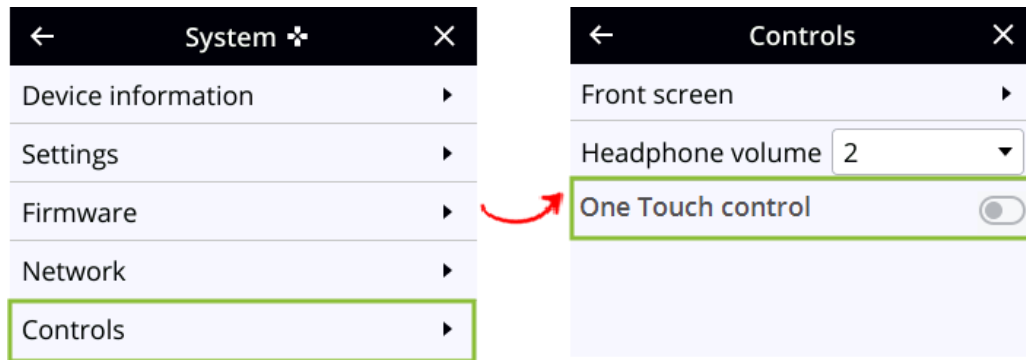 System
Device information
Settings
Firmware
Network
Controls
Controls
Front screen
Headphone volume 2
One Touch control